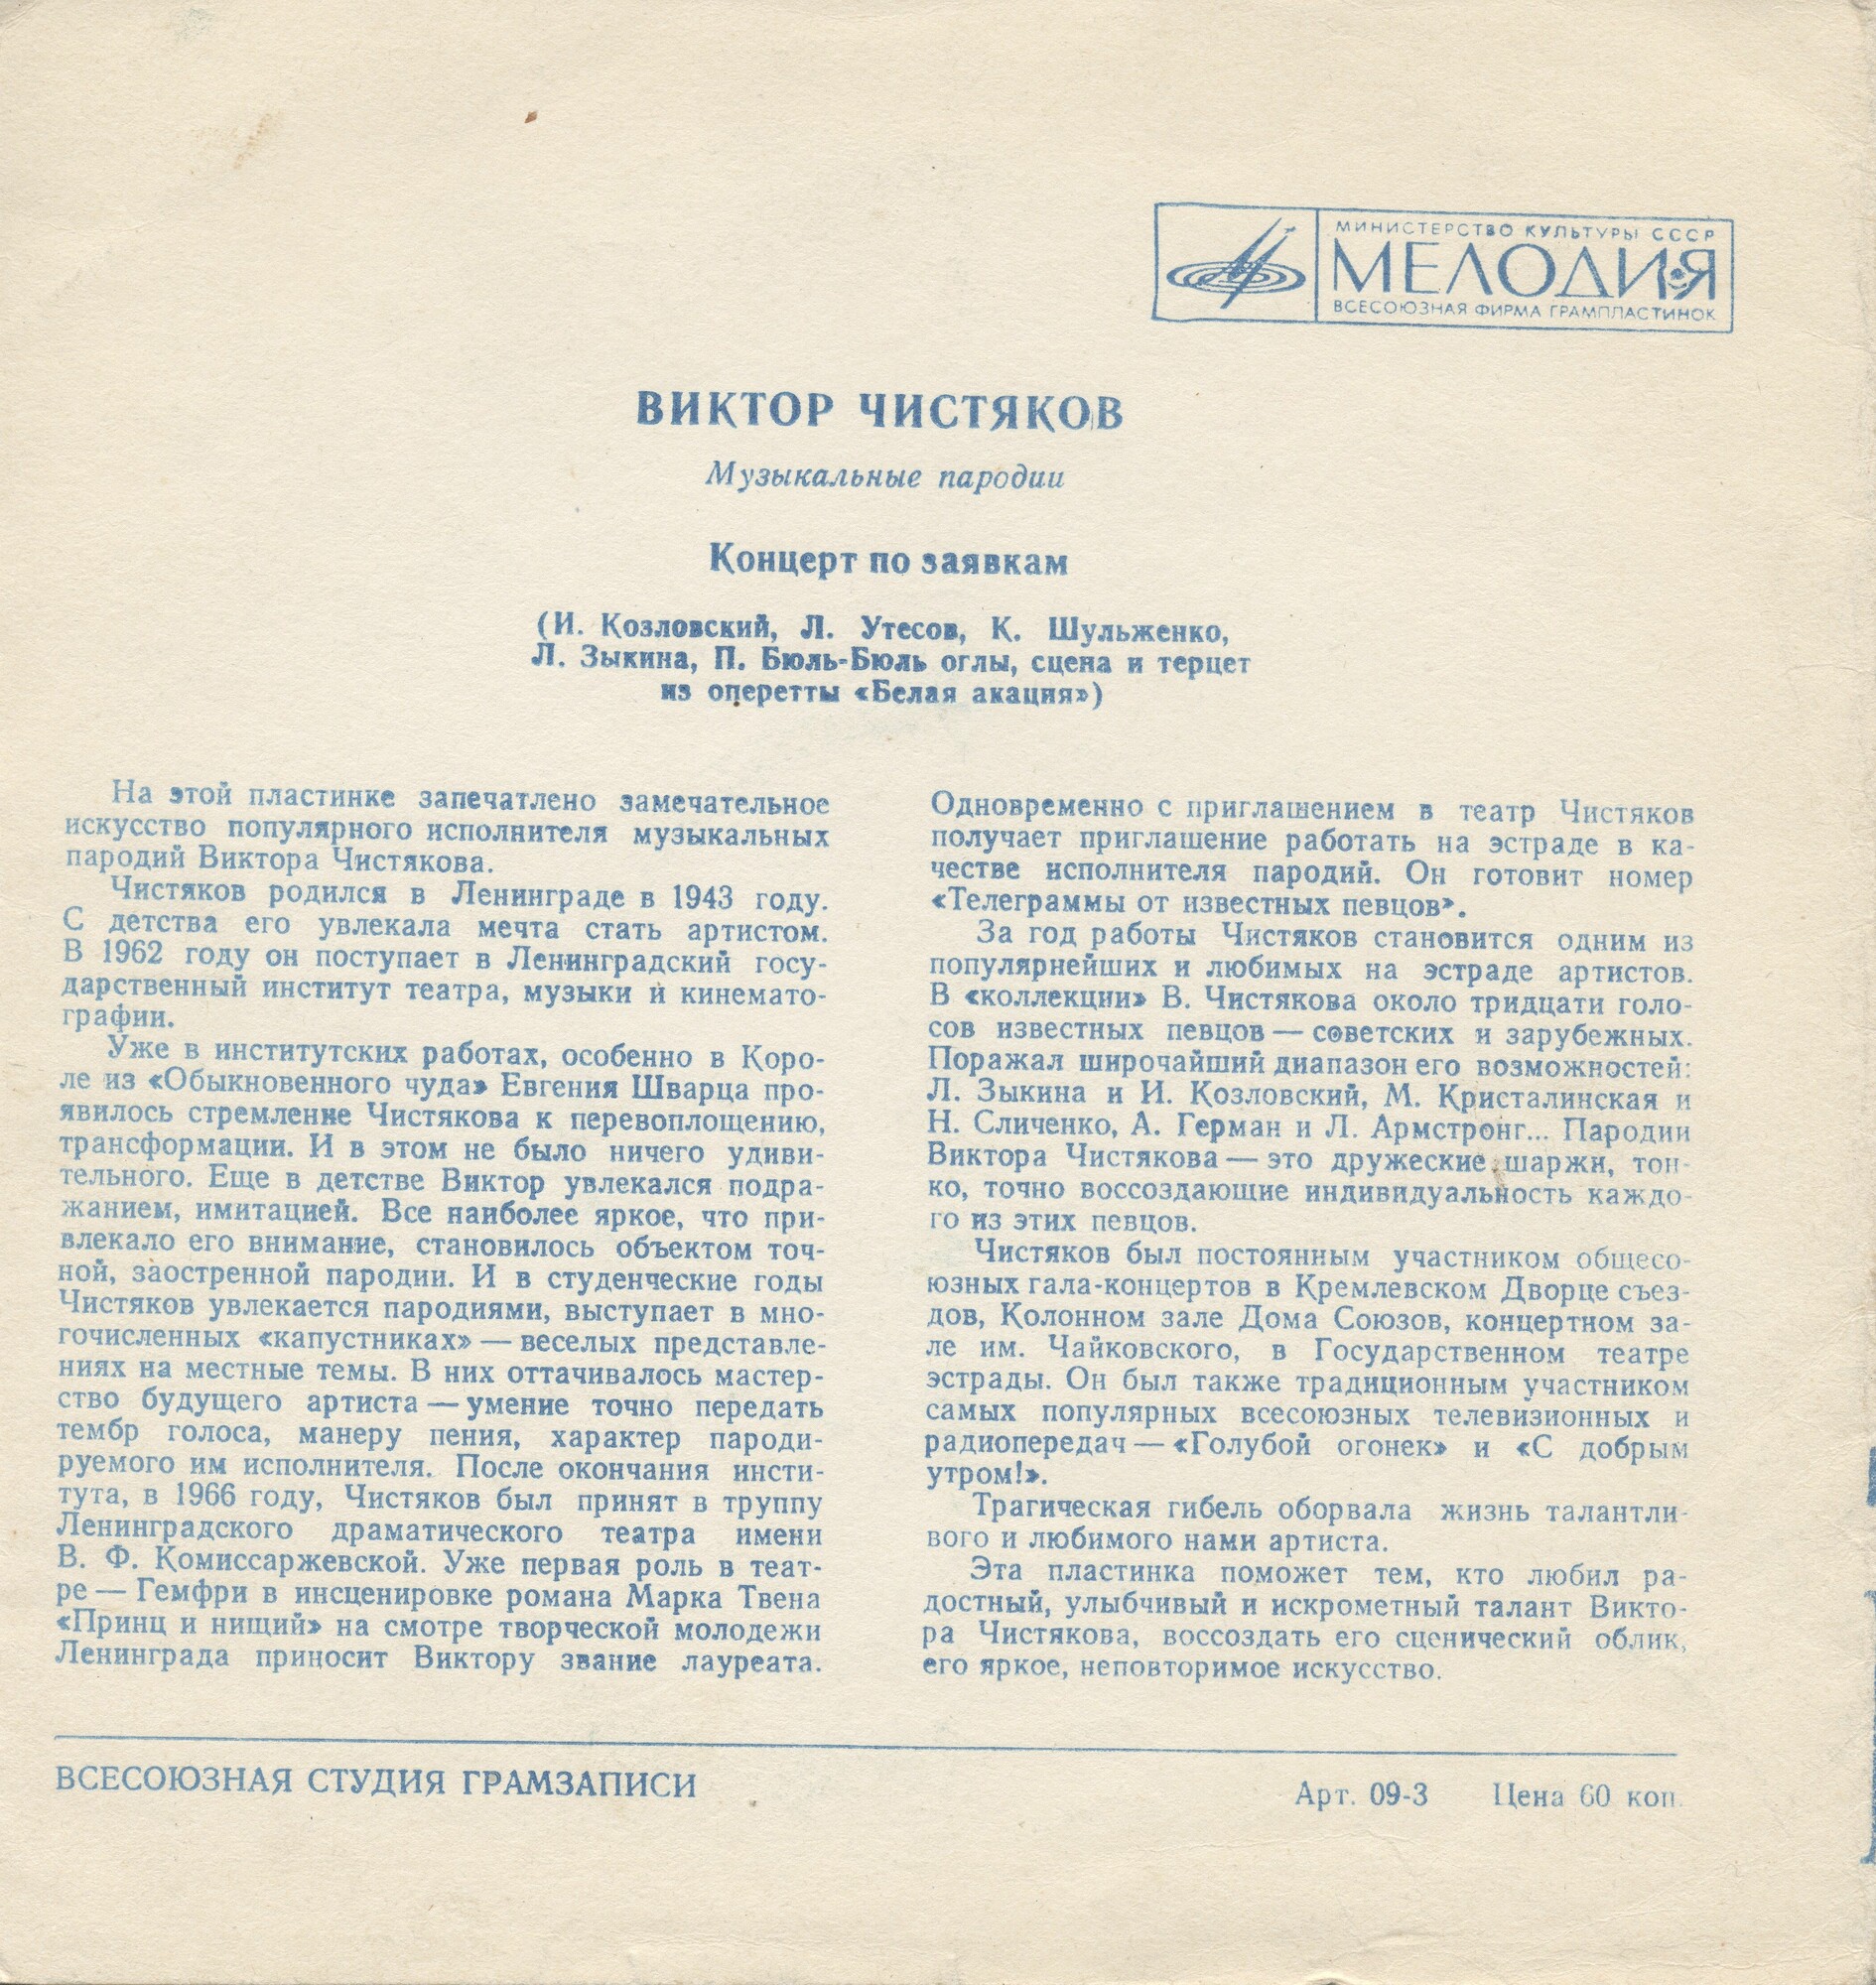 МИНИСТЕРСТВО КУЛЬТУРЫ СССР
МЕЛОДИЯ
ВСЕСОЮЗНАЯ ФИРМА ГРАМПЛАСТИНОК
ВИКТОР ЧИСТЯКОВ
Музыкальные пародии
Концерт по заявкам
(И. Козловский, Л. Утесов, К. Шульженко,
Л. Зыкина, П. Бюль-Бюль оглы, сцена и терцет
из оперетты «Белая акация»)
На этой пластинке запечатлено замечательное
искусство популярного исполнителя музыкальных
пародий Виктора Чистякова.
Чистяков родился в Ленинграде в 1943 году.
С детства его увлекала мечта стать артистом.
В 1962 году он поступает в Ленинградский госу-
дарственный институт театра, музыки и кинемато-
графии.
Уже в институтских работах, особенно в Коро-
ле из «Обыкновенного чуда» Евгения Шварца про-
явилось стремление Чистякова к перевоплощению,
трансформации. И в этом не было ничего удиви-
тельного. Еще в детстве Виктор увлекался подра-
жанием, имитацией. Все наиболее яркое, что при-
влекало его внимание, становилось объектом точ-
ной, заостренной пародии. И в студенческие годы
Чистяков увлекается пародиями, выступает в мно-
гочисленных «капустниках» — веселых представле-
ниях на местные темы. В них оттачивалось мастер-
ство будущего артиста — умение точно передать
тембр голоса, манеру пения, характер пароди-
руемого им исполнителя. После окончания инсти-
тута, в 1966 году, Чистяков был принят в труппу
Ленинградского драматического театра имени
В. Ф. Комиссаржевской. Уже первая роль в теат-
ре — Гемфри в инсценировке романа Марка Твена
«Принц и нищий» на смотре творческой молодежи
Ленинграда приносит Виктору звание лауреата.
Одновременно с приглашением в театр Чистяков
получает приглашение работать на эстраде в ка-
честве исполнителя пародий. Он готовит номер
«Телеграммы от известных певцов».
За год работы Чистяков становится одним из
популярнейших и любимых на эстраде артистов.
В «коллекции» В. Чистякова около тридцати голо-
сов известных певцов — советских и зарубежных.
Поражал широчайший диапазон его возможностей:
Л. Зыкина и И. Козловский, М. Кристалинская и
Н. Сличенко, А. Герман и Л. Армстронг... Пародии
Виктора Чистякова — это дружеские шаржи, тон-
ко, точно воссоздающие индивидуальность каждо-
го из этих певцов.
Чистяков был постоянным участником общесо-
юзных гала-концертов в Кремлевском Дворце съез-
дов, Колонном зале Дома Союзов, концертном за-
ле им. Чайковского, в Государственном театре
эстрады. Он был также традиционным участником
самых популярных всесоюзных телевизионных и
радиопередач — «Голубой огонек» и «С добрым
утром!».
Трагическая гибель оборвала жизнь талантли-
вого и любимого нами артиста.
Эта пластинка поможет тем, кто любил ра-
достный, улыбчивый и искрометный талант Викто-
ра Чистякова, воссоздать его сценический облик,
его яркое, неповторимое искусство.
ВСЕСОЮЗНАЯ СТУДИЯ ГРАМЗАПИСИ
Арт. 09-3 Цена 60 коп.